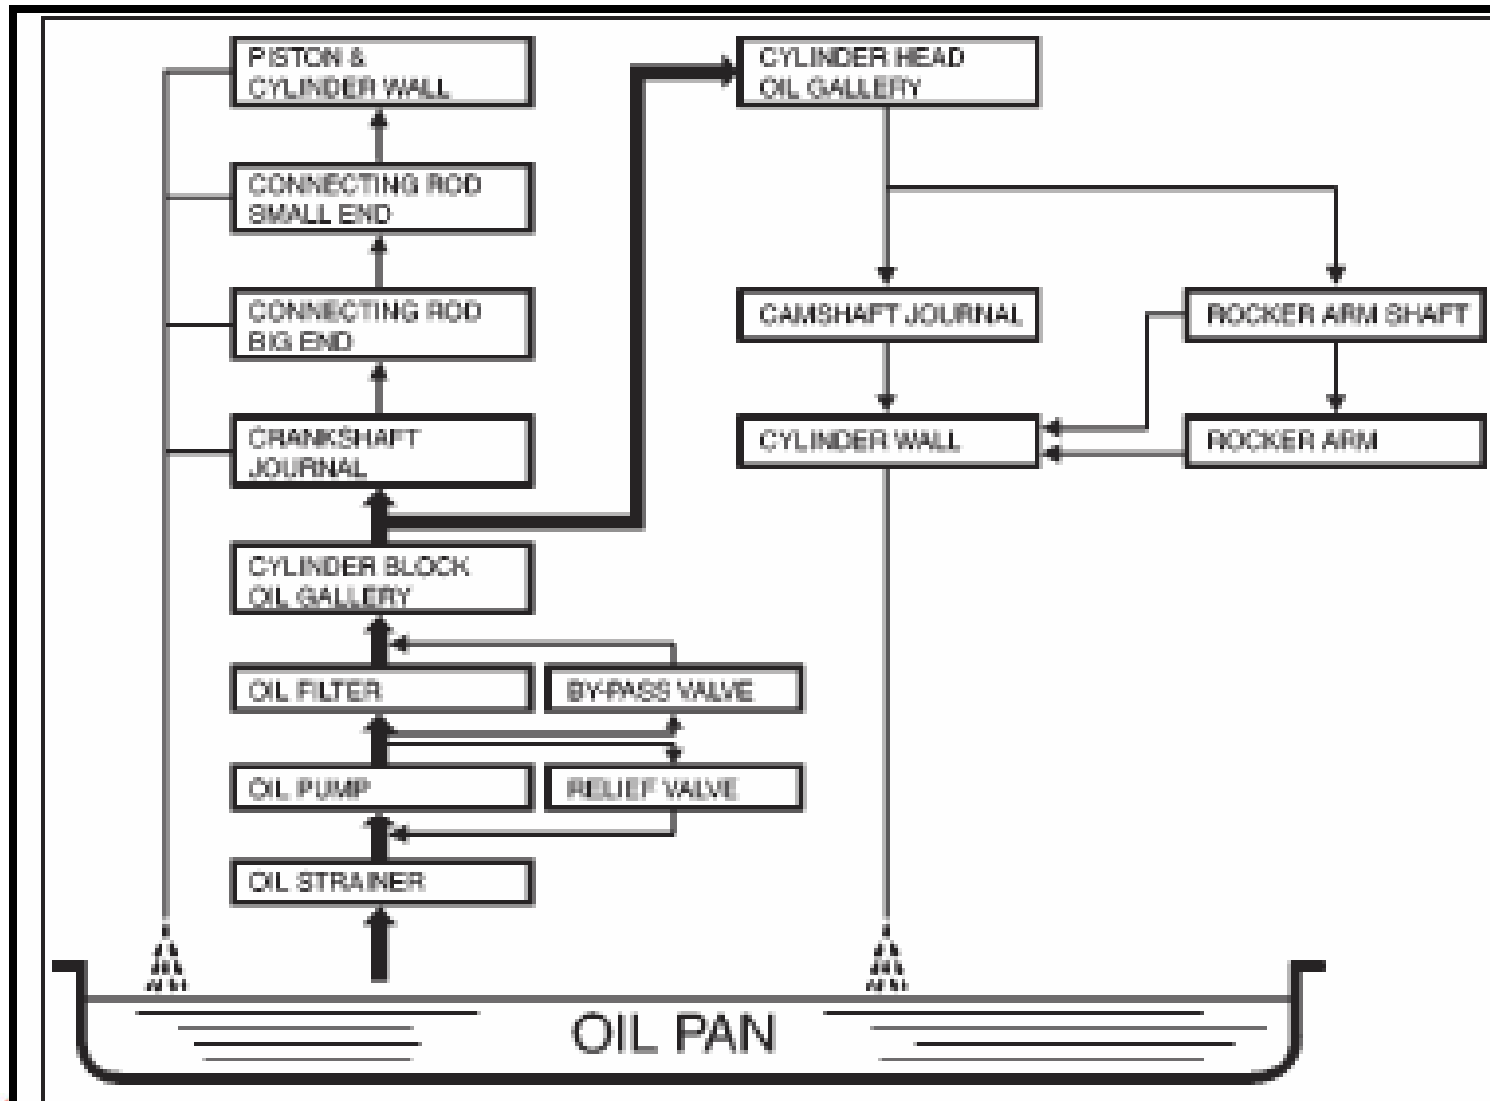 PISTON &
CYLINDER WALL
CONNECTING ROD
SMALL END
CONNECTING ROD
BIG END
CRANKSHAFT
JOURNAL
CYLINDER BLOCK
OIL GALLERY
OIL FILTER
BY-PASS VALVE
OIL PUMP
RELIEF VALVE
OIL STRAINER
CYLINDER HEAD
OIL GALLERY
CAMSHAFT JOURNAL
ROCKER ARM SHAFT
CYLINDER WALL
ROCKER ARM
OIL PAN